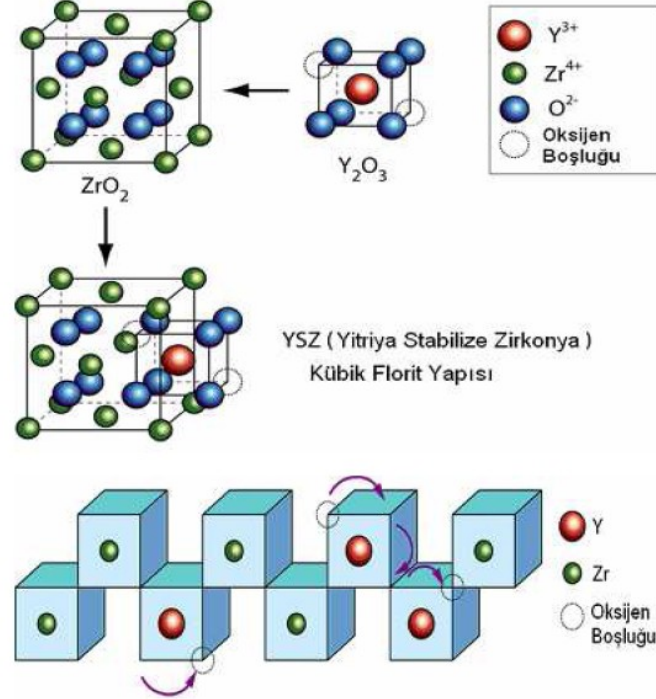 Y³⁺
Zr⁴⁺
O²⁻
Oksijen
Boşluğu
ZrO₂
Y₂O₃
YSZ ( Yitriya Stabilize Zirkonya )
Kübik Florit Yapısı
Y
Zr
Oksijen
Boşluğu